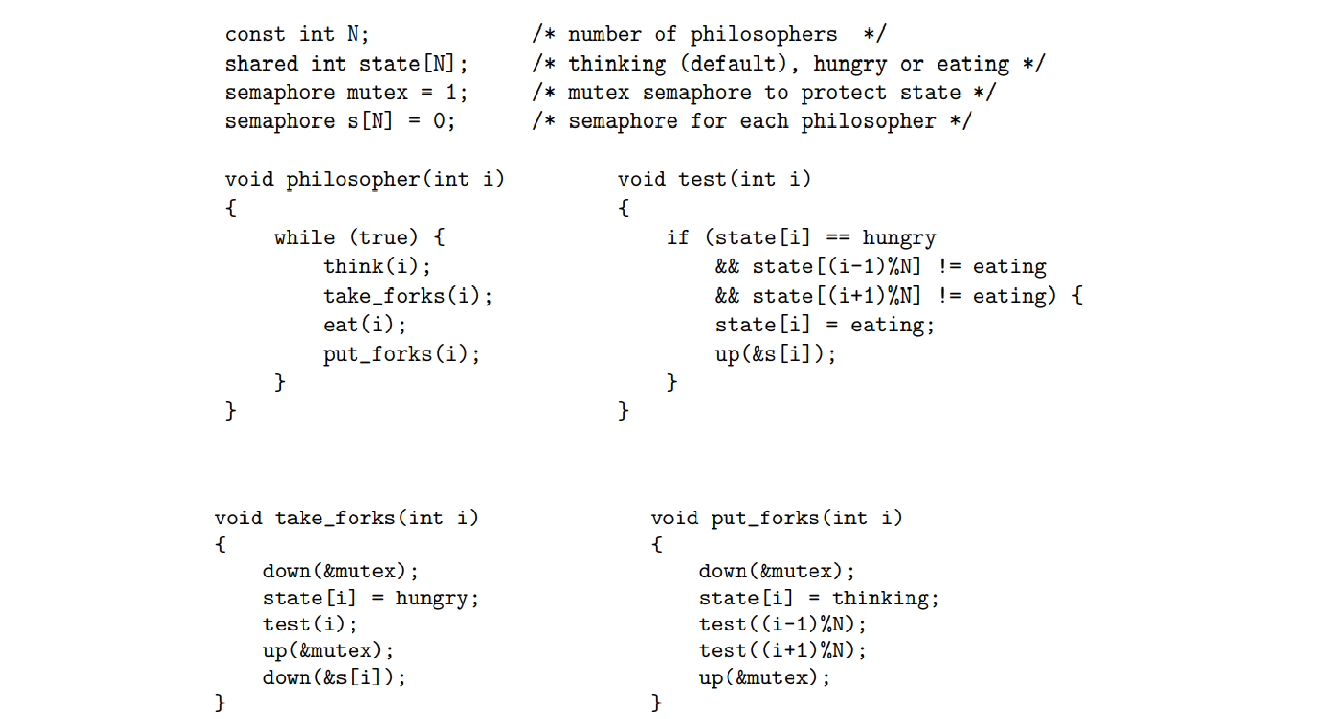 const int N; /* number of philosophers */
shared int state[N]; /* thinking (default), hungry or eating */
semaphore mutex = 1; /* mutex semaphore to protect state */
semaphore s[N] = 0; /* semaphore for each philosopher */
void philosopher(int i)
{
while (true) {
think(i);
take_forks(i);
eat(i);
put_forks(i);
}
}
void test(int i)
{
if (state[i] == hungry
&& state[(i-1)%N] != eating
&& state[(i+1)%N] != eating) {
state[i] = eating;
up(&s[i]);
}
}
void take_forks(int i)
{
down(&mutex);
state[i] = hungry;
test(i);
up(&mutex);
down(&s[i]);
}
void put_forks(int i)
{
down(&mutex);
state[i] = thinking;
test((i-1)%N);
test((i+1)%N);
up(&mutex);
}